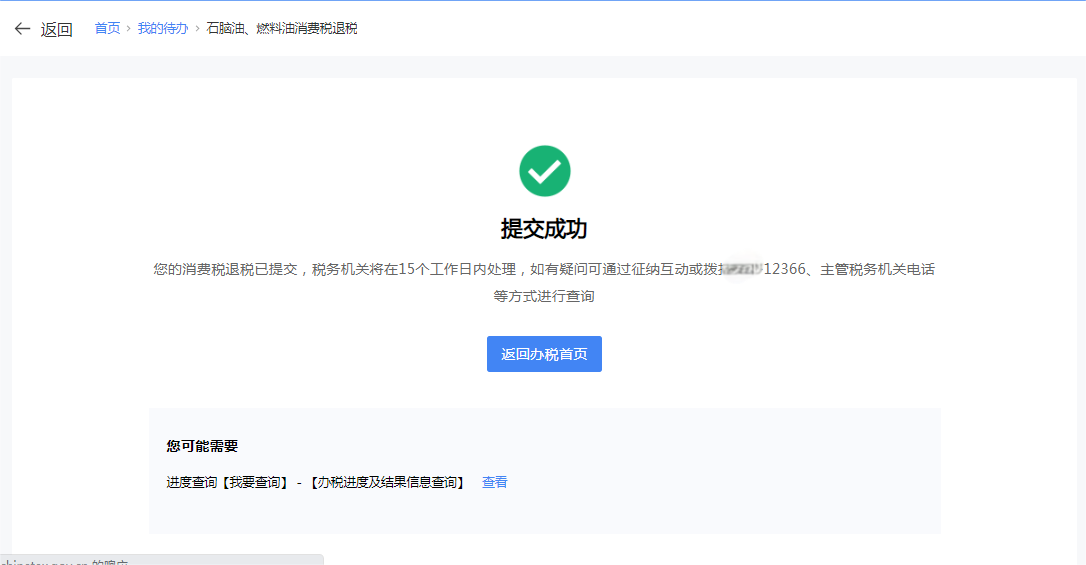 返回 首页 > 我的待办 > 石脑油、燃料油消费税退税
提交成功
您的消费税退税已提交，税务机关将在15个工作日内处理，如有疑问可通过征纳互动或拨 12366、主管税务机关电话
等方式进行查询
返回办税首页
您可能需要
进度查询【我要查询】 - 【办税进度及结果信息查询】 查看